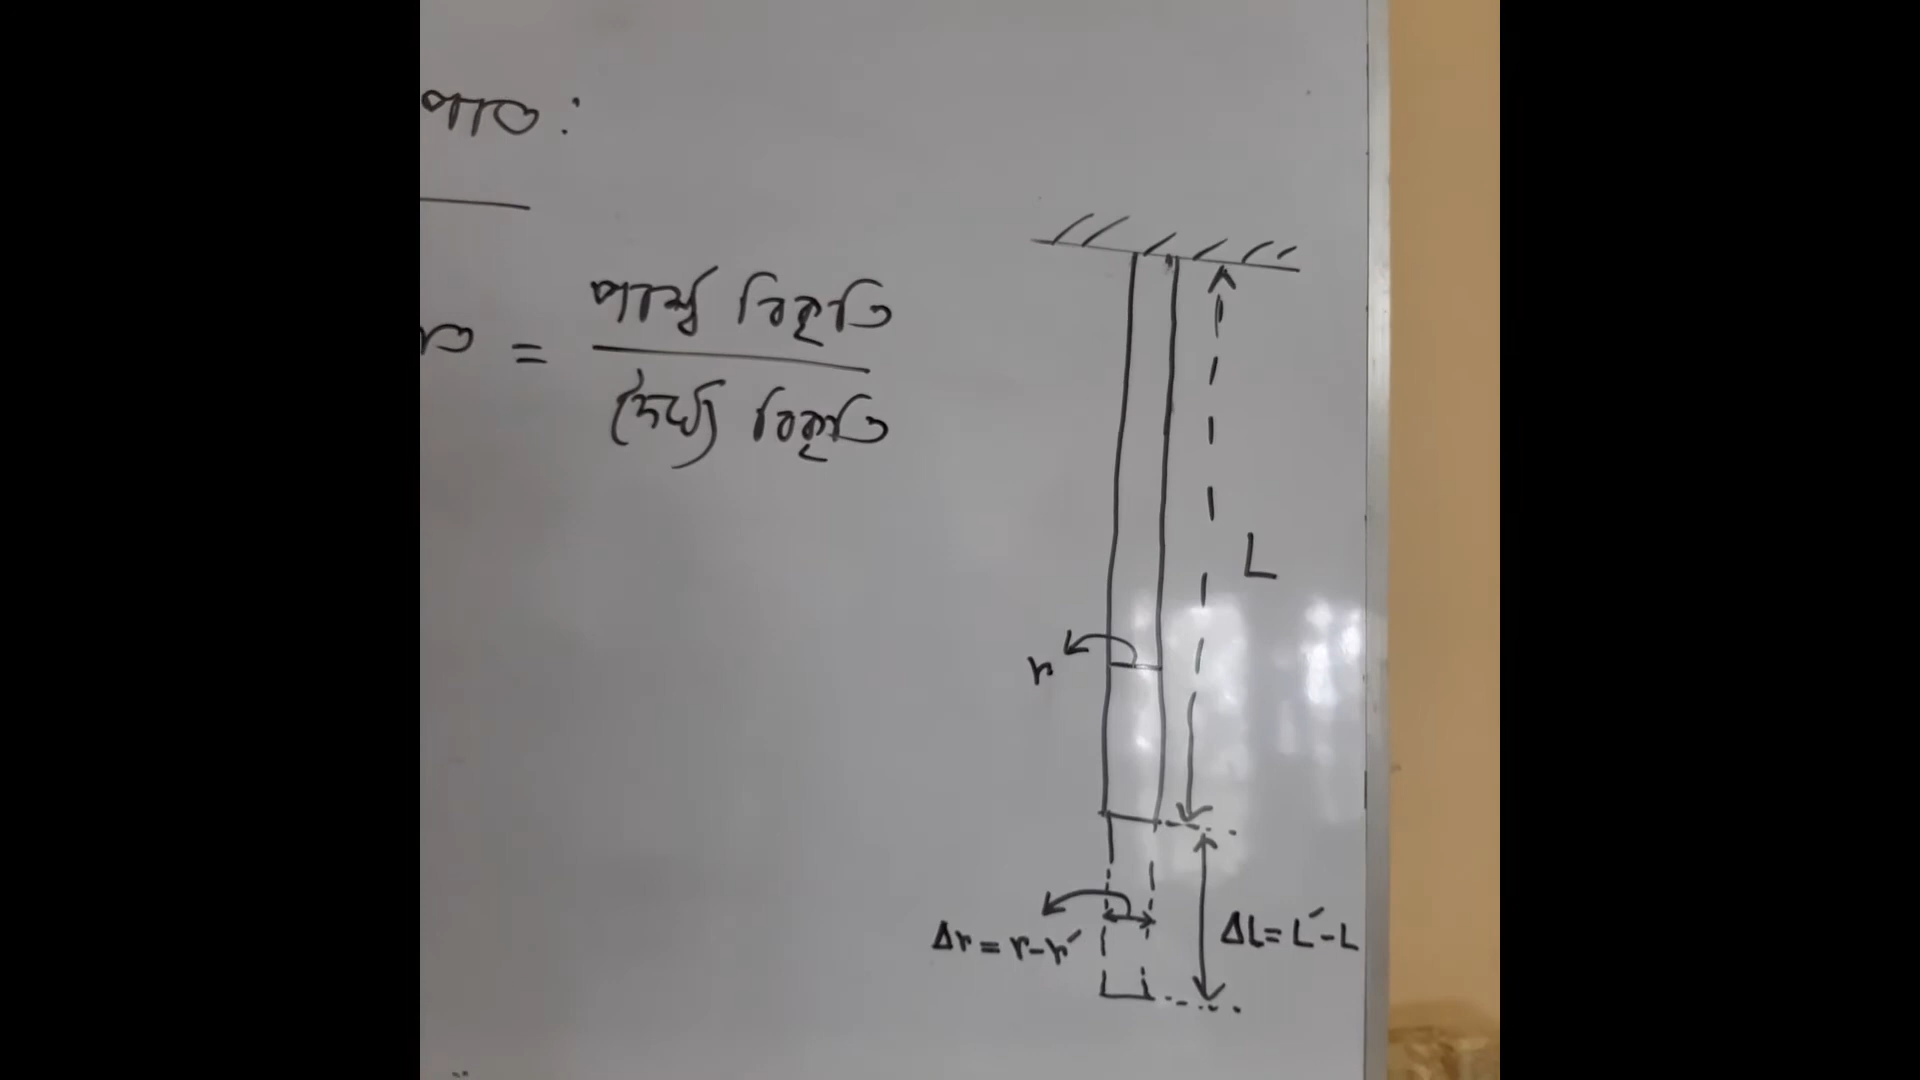 পাত :
ত = পার্শ্ব বিকৃতি
দৈর্ঘ্য বিকৃতি
L
r
Δr = r-r′
ΔL = L′-L